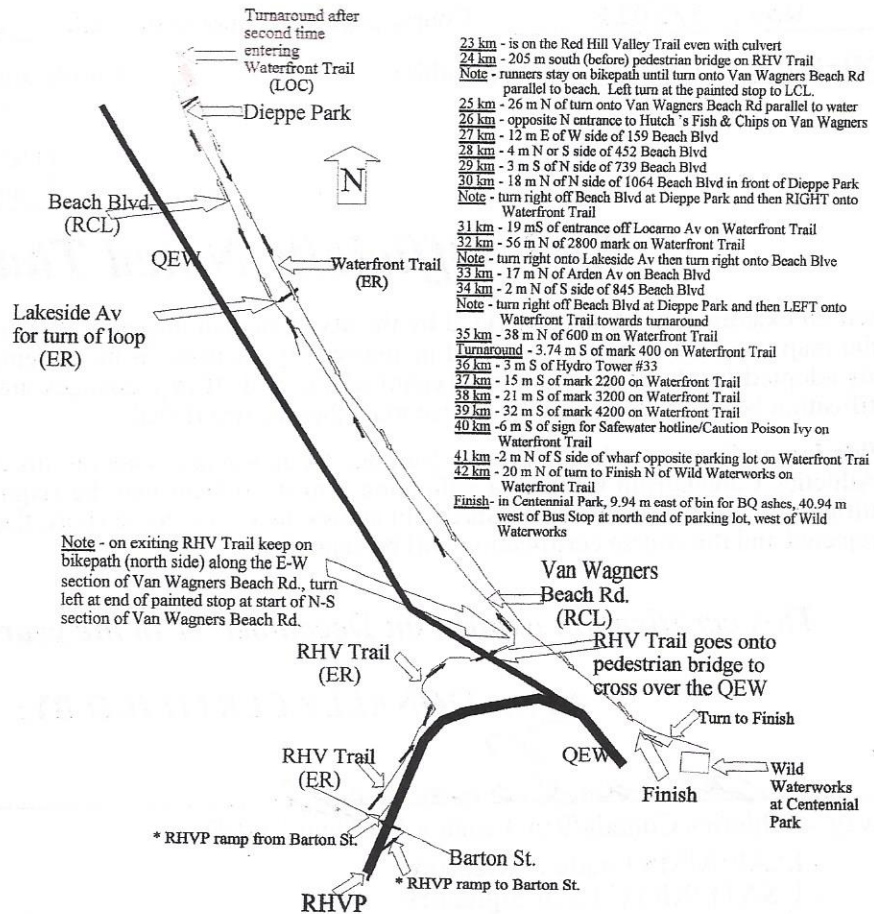 Turnaround after
second time
entering
Waterfront Trail
(LOC)
Dieppe Park
N
Beach Blvd.
(RCL)
QEW
Waterfront Trail
(ER)
Lakeside Av
for turn of loop
(ER)
23 km - is on the Red Hill Valley Trail even with culvert
24 km - 205 m south (before) pedestrian bridge on RHV Trail
Note - runners stay on bikepath until turn onto Van Wagners Beach Rd
parallel to beach. Left turn at the painted stop to LCL.
25 km - 26 m N of turn onto Van Wagners Beach Rd parallel to water
26 km - opposite N entrance to Hutch 's Fish & Chips on Van Wagners
27 km - 12 m E of W side of 159 Beach Blvd
28 km - 4 m N or S side of 452 Beach Blvd
29 km - 3 m S of N side of 739 Beach Blvd
30 km - 18 m N of N side of 1064 Beach Blvd in front of Dieppe Park
Note - turn right off Beach Blvd at Dieppe Park and then RIGHT onto
Waterfront Trail
31 km - 19 mS of entrance off Locarno Av on Waterfront Trail
32 km - 56 m N of 2800 mark on Waterfront Trail
Note - turn right onto Lakeside Av then turn right onto Beach Blve
33 km - 17 m N of Arden Av on Beach Blvd
34 km - 2 m N of S side of 845 Beach Blvd
Note - turn right off Beach Blvd at Dieppe Park and then LEFT onto
Waterfront Trail towards turnaround
35 km - 38 m N of 600 m on Waterfront Trail
Turnaround - 3.74 m S of mark 400 on Waterfront Trail
36 km - 3 m S of Hydro Tower #33
37 km - 15 m S of mark 2200 on Waterfront Trail
38 km - 21 m S of mark 3200 on Waterfront Trail
39 km - 32 m S of mark 4200 on Waterfront Trail
40 km -6 m S of sign for Safewater hotline/Caution Poison Ivy on
Waterfront Trail
41 km -2 m N of S side of wharf opposite parking lot on Waterfront Trai
42 km - 20 m N of turn to Finish N of Wild Waterworks on
Waterfront Trail
Finish- in Centennial Park, 9.94 m east of bin for BQ ashes, 40.94 m
west of Bus Stop at north end of parking lot, west of Wild
Waterworks
Note - on exiting RHV Trail keep on
bikepath (north side) along the E-W
section of Van Wagners Beach Rd., turn
left at end of painted stop at start of N-S
section of Van Wagners Beach Rd.
Van Wagners
Beach Rd.
(RCL)
RHV Trail
(ER)
RHV Trail goes onto
pedestrian bridge to
cross over the QEW
Turn to Finish
RHV Trail
(ER)
QEW
Finish
Wild
Waterworks
at Centennial
Park
* RHVP ramp from Barton St.
Barton St.
* RHVP ramp to Barton St.
RHVP